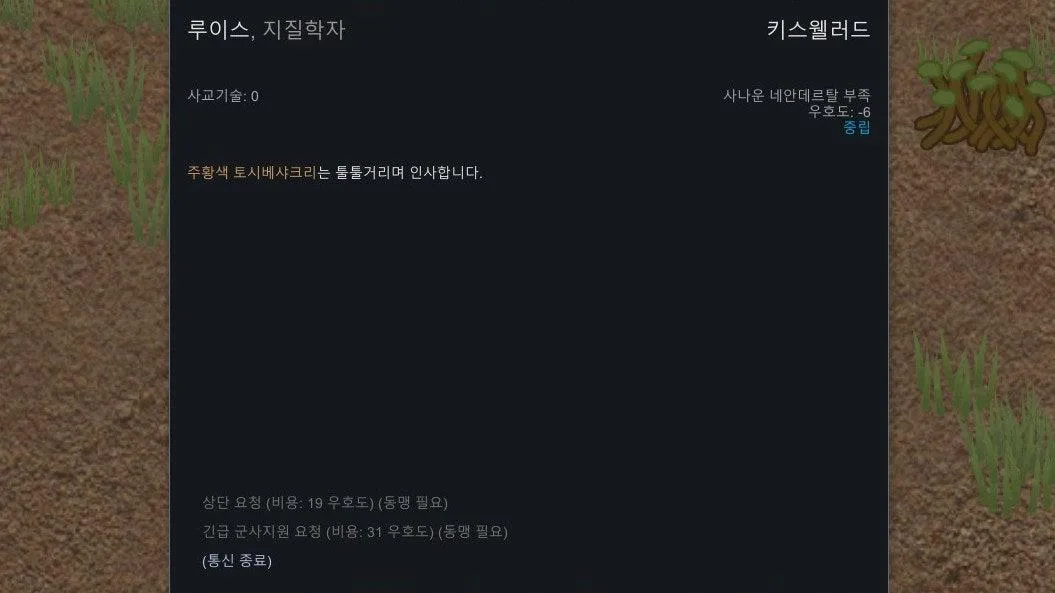 루이스, 지질학자
키스웰러드
사교기술: 0
사나운 네안데르탈 부족
우호도: -6
중립
주황색 토시베샤크리는 툴툴거리며 인사합니다.
상단 요청 (비용: 19 우호도) (동맹 필요)
긴급 군사지원 요청 (비용: 31 우호도) (동맹 필요)
(통신 종료)